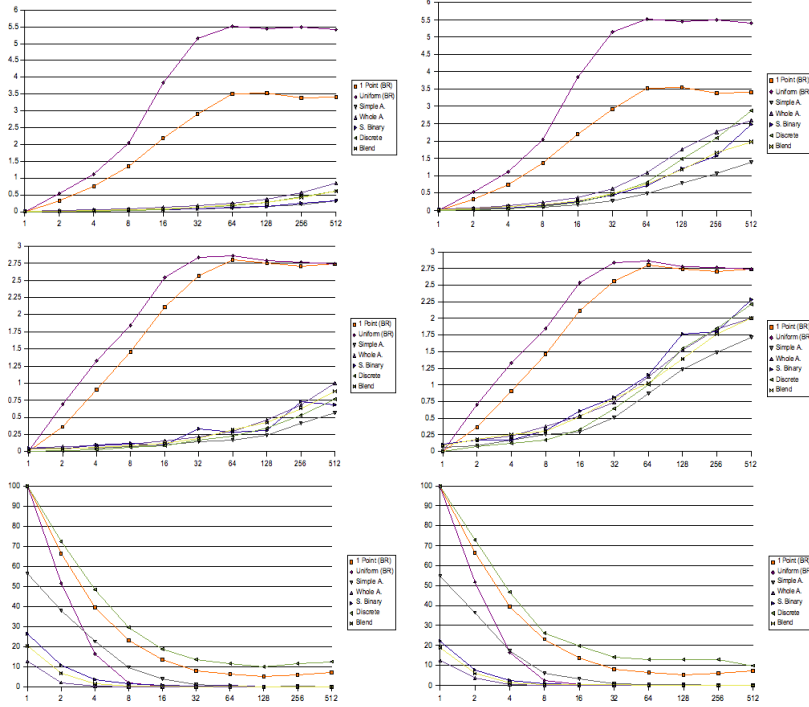 6
5.5
5
4.5
4
3.5
3
2.5
2
1.5
1
0.5
0
1 2 4 8 16 32 64 128 256 512
1 Point (BR)
Uniform (BR)
Simple A.
Whole A.
S. Binary
Discrete
Blend
6
5.5
5
4.5
4
3.5
3
2.5
2
1.5
1
0.5
0
1 2 4 8 16 32 64 128 256 512
1 Point (BR)
Uniform (BR)
Simple A.
Whole A.
S. Binary
Discrete
Blend
3
2.75
2.5
2.25
2
1.75
1.5
1.25
1
0.75
0.5
0.25
0
1 2 4 8 16 32 64 128 256 512
1 Point (BR)
Uniform (BR)
Simple A.
Whole A.
S. Binary
Discrete
Blend
3
2.75
2.5
2.25
2
1.75
1.5
1.25
1
0.75
0.5
0.25
0
1 2 4 8 16 32 64 128 256 512
1 Point (BR)
Uniform (BR)
Simple A.
Whole A.
S. Binary
Discrete
Blend
100
90
80
70
60
50
40
30
20
10
0
1 2 4 8 16 32 64 128 256 512
1 Point (BR)
Uniform (BR)
Simple A.
Whole A.
S. Binary
Discrete
Blend
100
90
80
70
60
50
40
30
20
10
0
1 2 4 8 16 32 64 128 256 512
1 Point (BR)
Uniform (BR)
Simple A.
Whole A.
S. Binary
Discrete
Blend